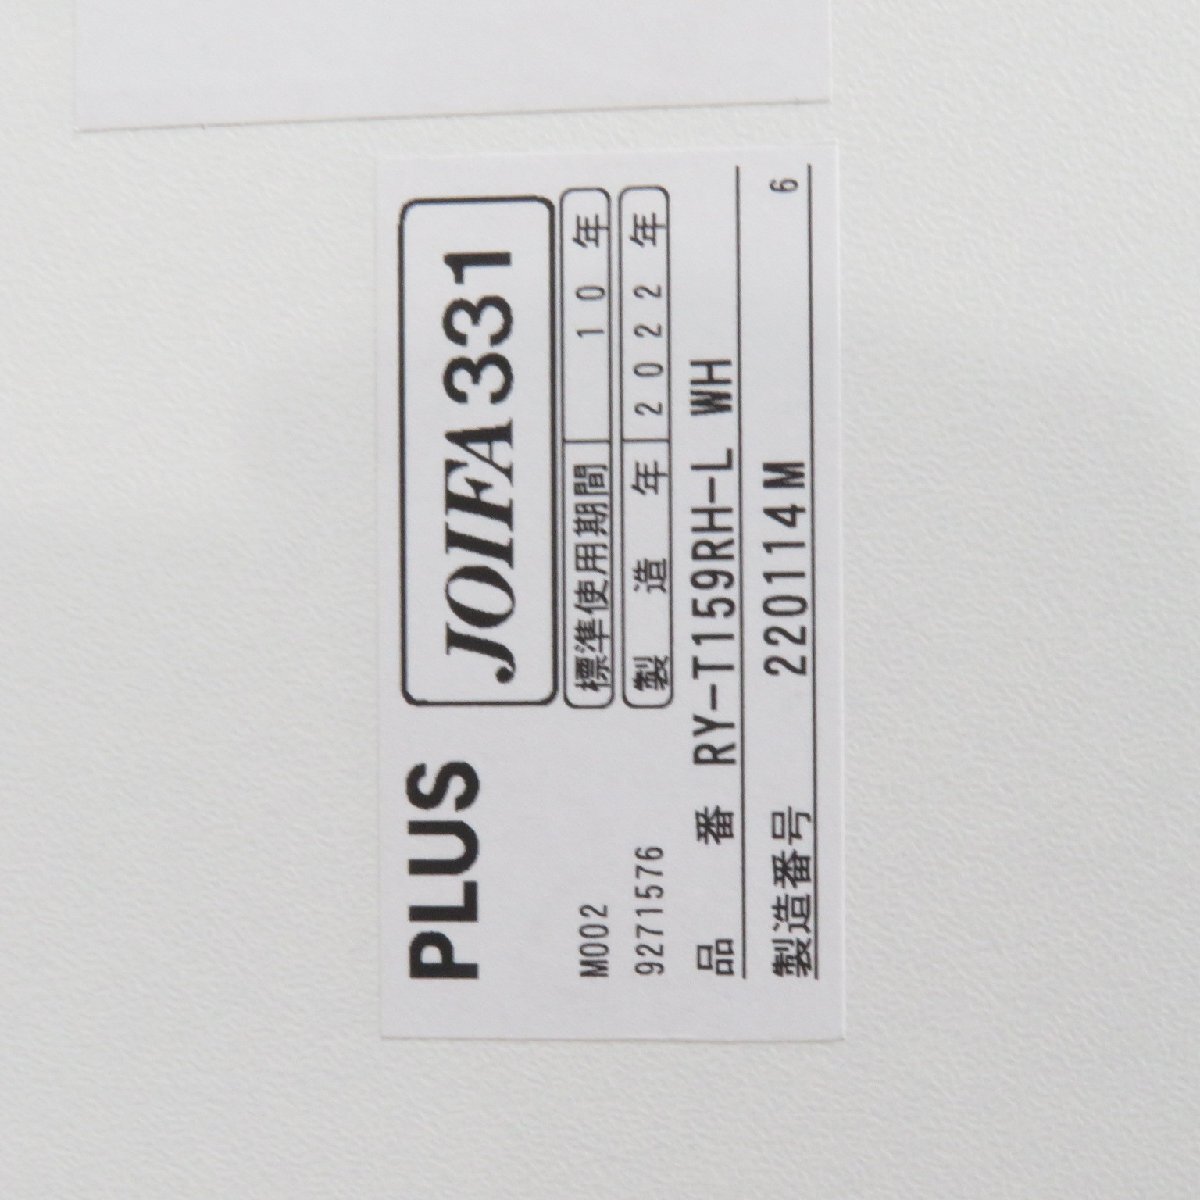 PLUS
JOIFA 331
標準使用期間 10年
製造年 2022年
M002
9271576
品番 RY-T159RH-L WH
製造番号 220114M 6